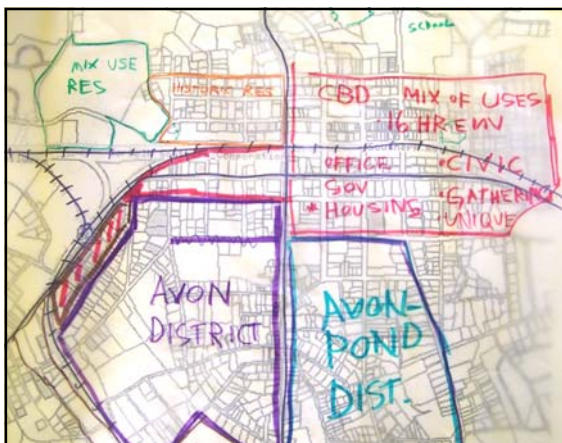 SCHOOL
MIX USE
RES
HISTORIC RES
CBD MIX OF USES
16 HR. ENV
OFFICE • CIVIC
GOV • GATHERING
* HOUSING UNIQUE
AVON
DISTRICT
AVON-
POND
DIST.